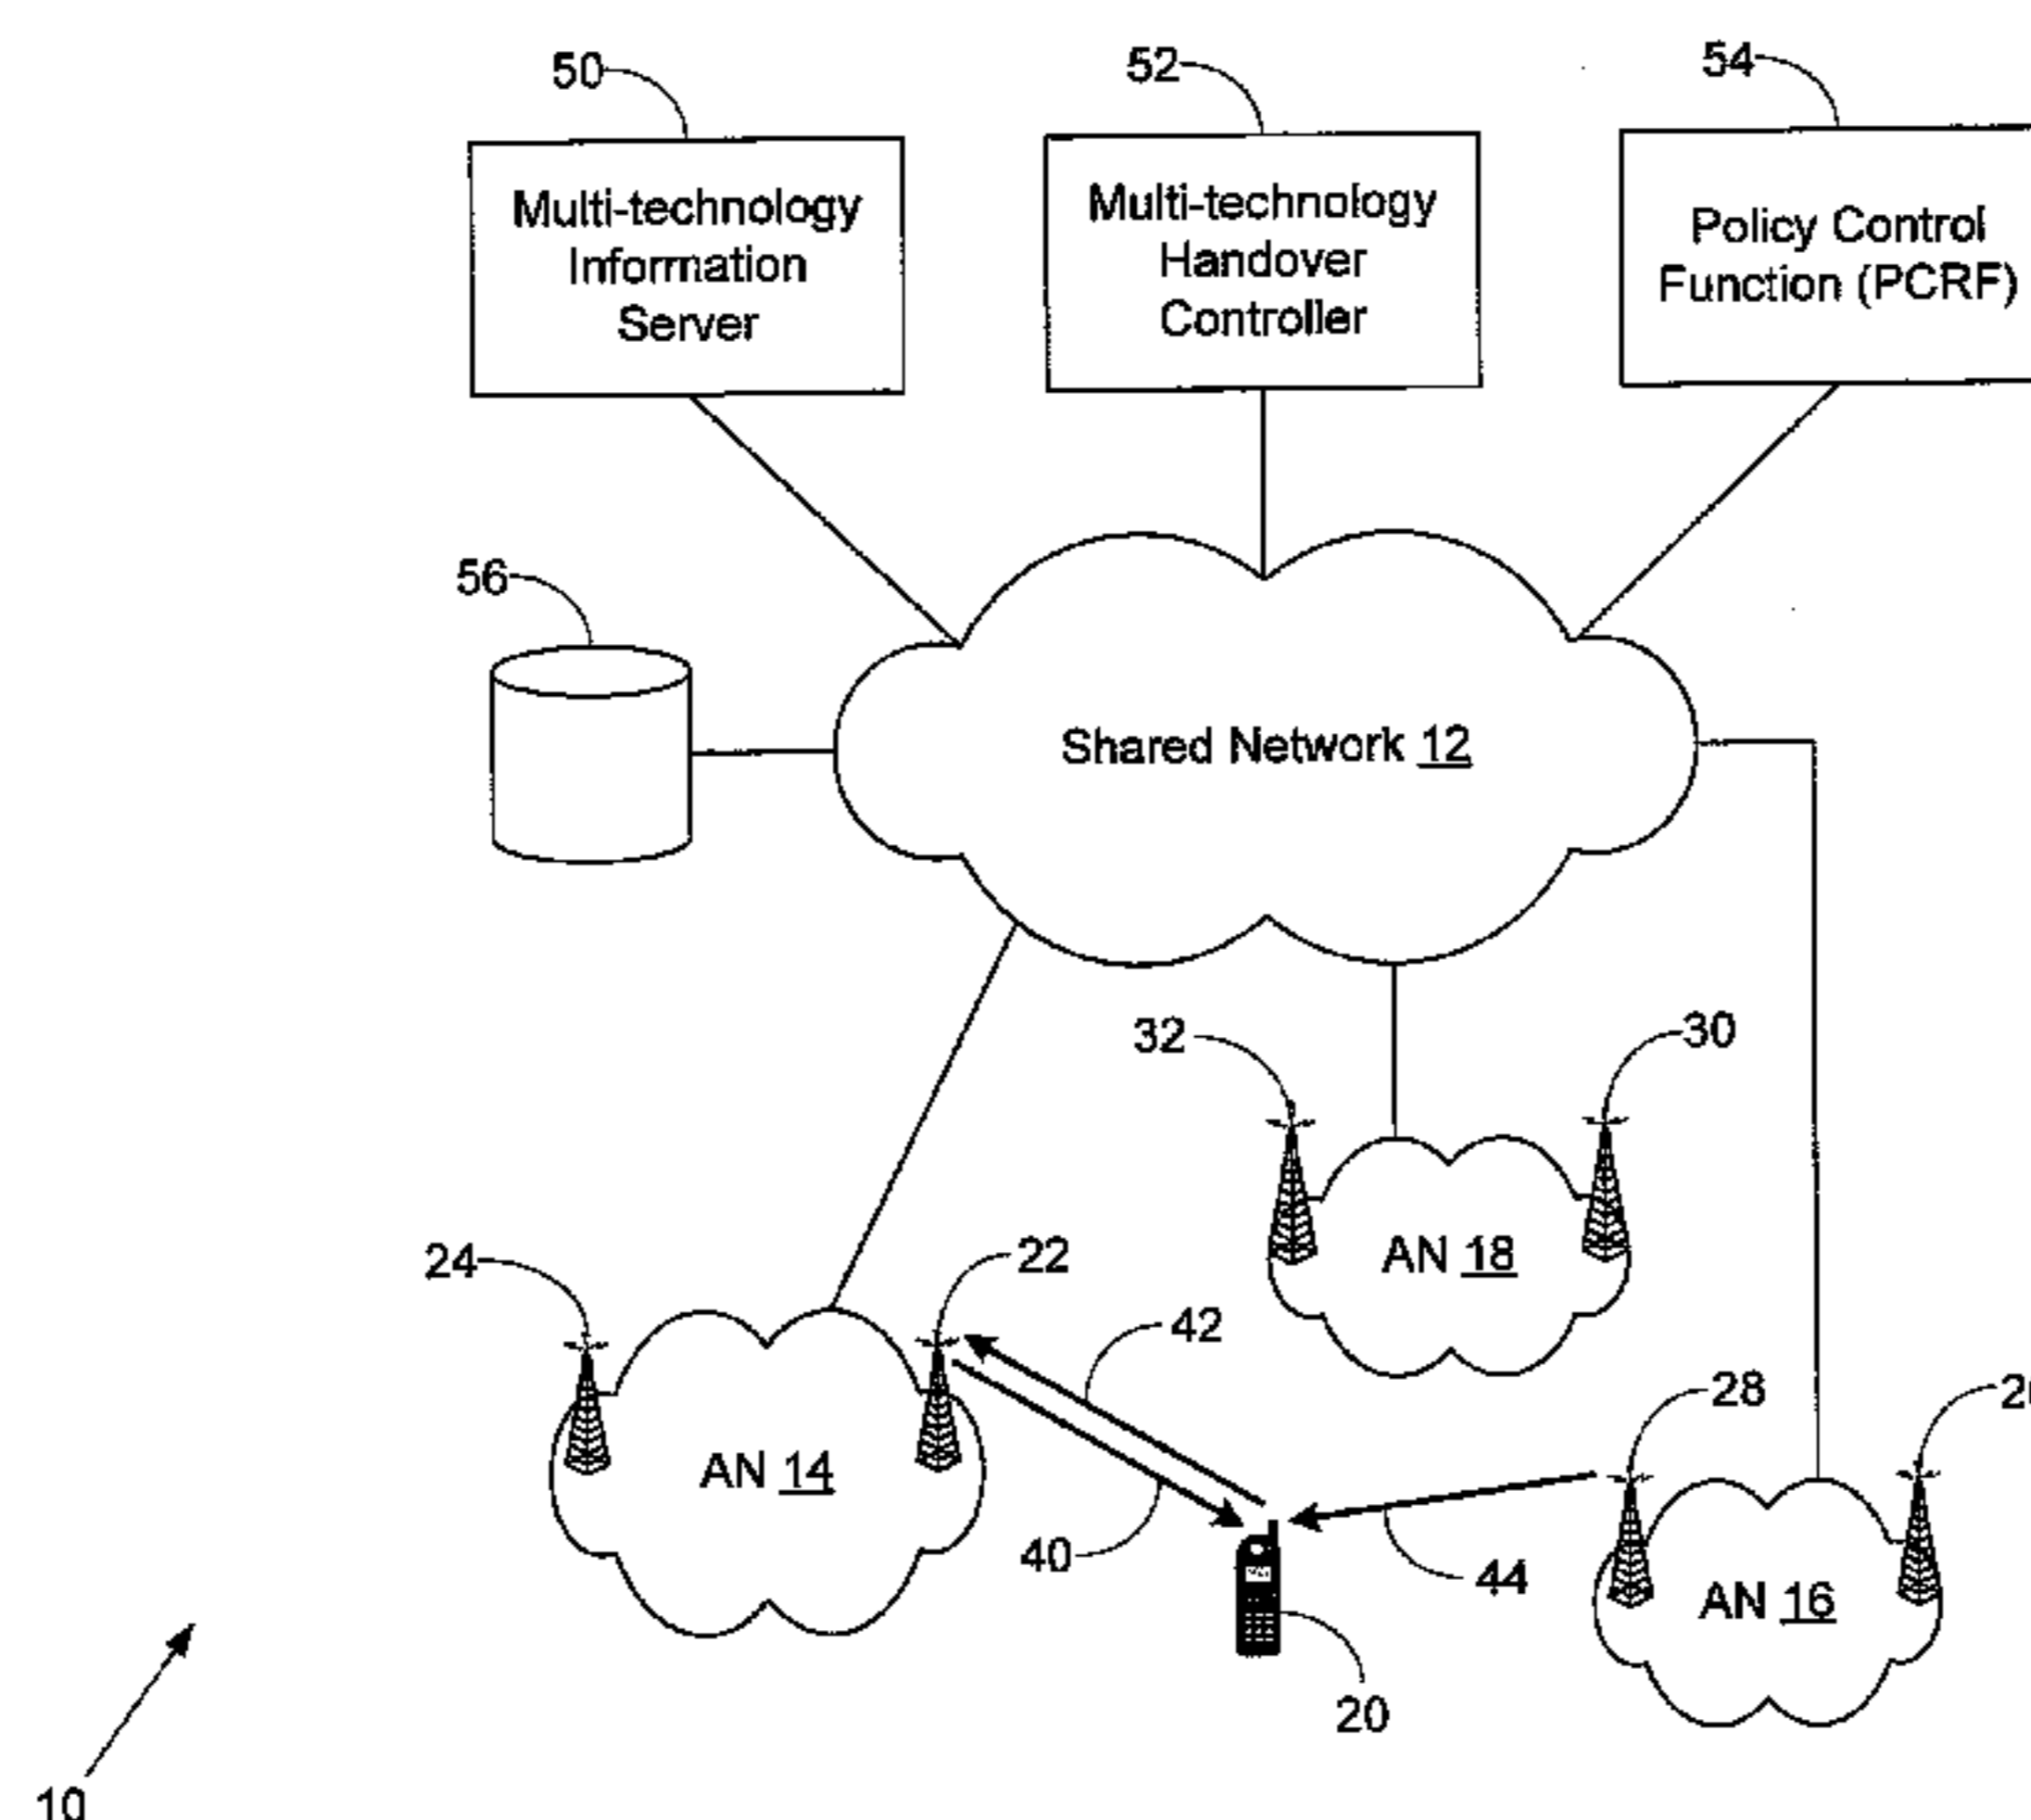 50
52
54
Multi-technology
Information
Server
Multi-technology
Handover
Controller
Policy Control
Function (PCRF)
56
Shared Network 12
32
30
AN 18
24
22
42
28
AN 14
40
44
AN 16
20
10